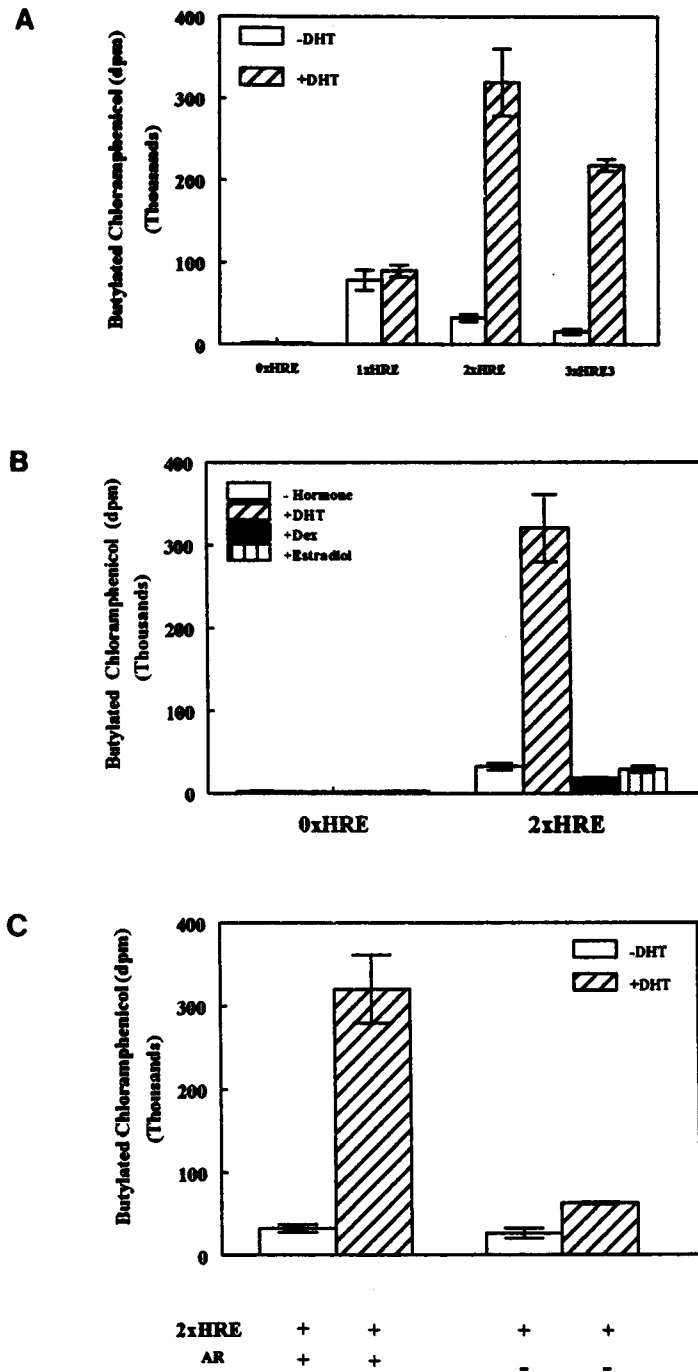 A
Butylated Chloramphenicol (dpm)
(Thousands)
400
300
200
100
0
-DHT
+DHT
0xHRE
1xHRE
2xHRE
3xHRE3
B
Butylated Chloramphenicol (dpm)
(Thousands)
400
300
200
100
0
- Hormone
+DHT
+Dex
+Estradiol
0xHRE
2xHRE
C
Butylated Chloramphenicol (dpm)
(Thousands)
400
300
200
100
0
-DHT
+DHT
2xHRE + + + +
AR + + - -